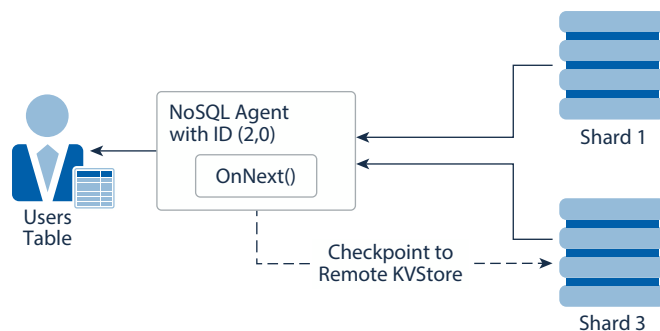 NoSQL Agent
with ID (2,0)
OnNext()
Shard 1
Users
Table
Checkpoint to
Remote KVStore
Shard 3